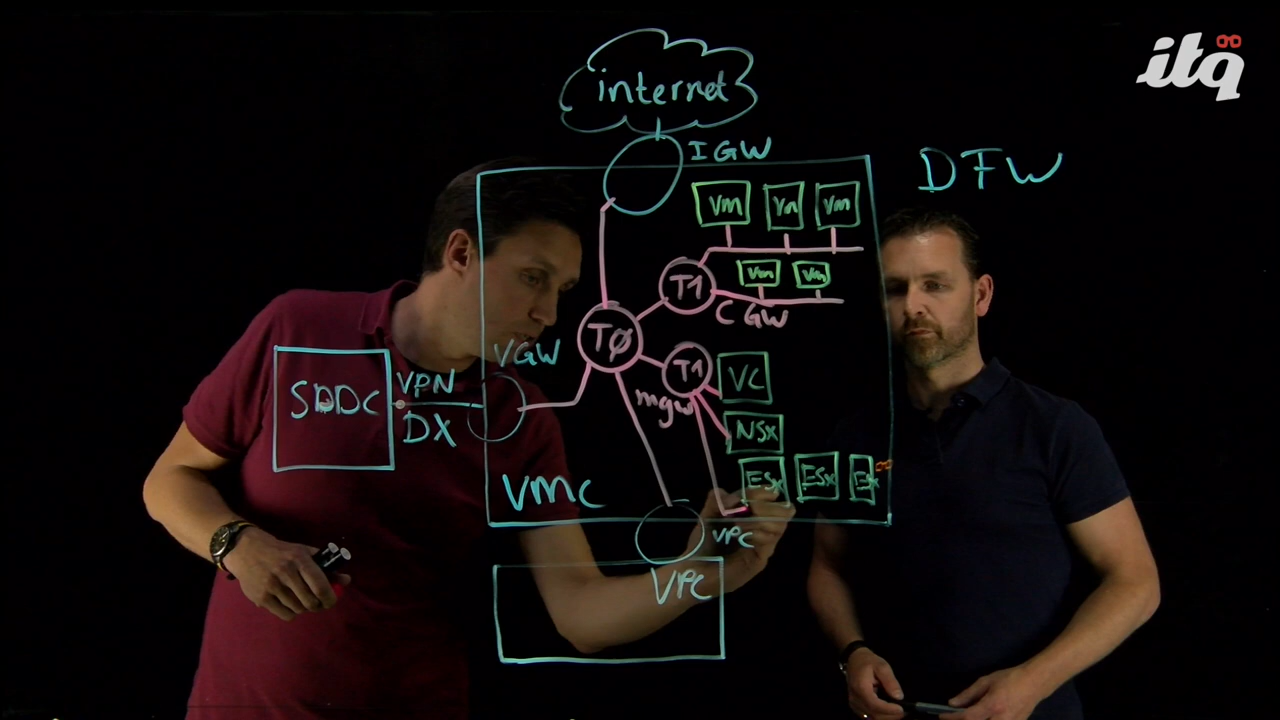 itq
internet
IGW
DFW
Vm
Vm
Vm
T1
Vm
Vm
CGW
TØ
VGW
SDDC
VPN
DX
T1
mgw
VC
NSX
ESX
ESX
ESX
VMC
VPC
VPC